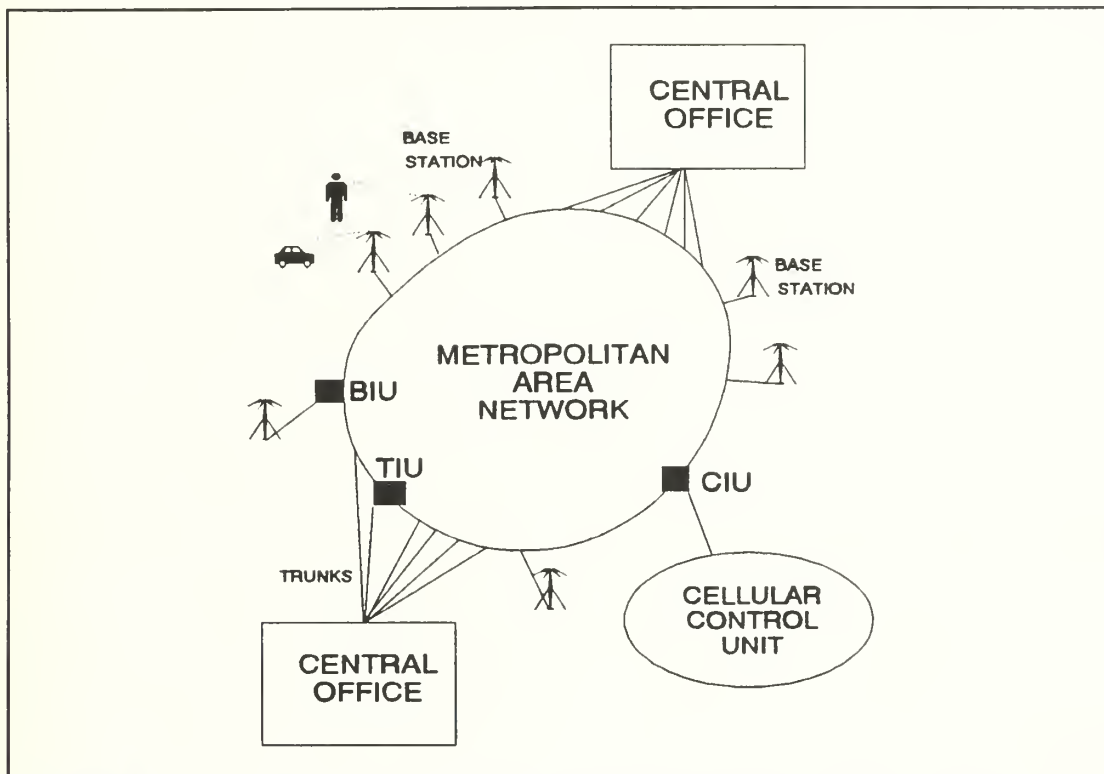 CENTRAL
OFFICE
BASE
STATION
BASE
STATION
METROPOLITAN
AREA
NETWORK
BIU
TIU
CIU
TRUNKS
CELLULAR
CONTROL
UNIT
CENTRAL
OFFICE